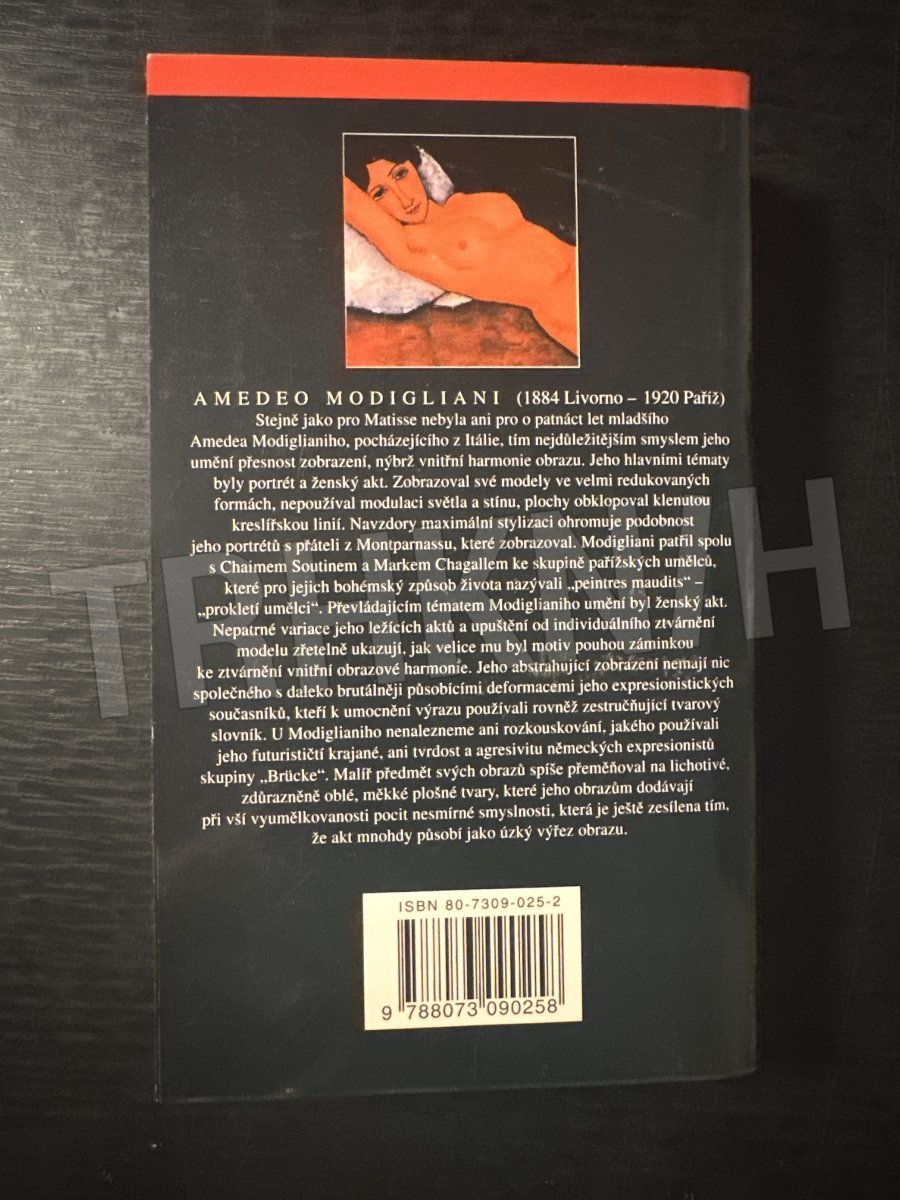 AMEDEO MODIGLIANI (1884 Livorno – 1920 Paříž)
Stejně jako pro Matisse nebyla ani pro o patnáct let mladšího
Amedea Modiglianiho, pocházejícího z Itálie, tím nejdůležitějším smyslem jeho
umění přesnost zobrazení, nýbrž vnitřní harmonie obrazu. Jeho hlavními tématy
byly portrét a ženský akt. Zobrazoval své modely ve velmi redukovaných
formách, nepoužíval modulaci světla a stínu, plochy obklopoval klenutou
kreslířskou linií. Navzdory maximální stylizaci ohromuje podobnost
jeho portrétů s přáteli z Montparnassu, které zobrazoval. Modigliani patřil spolu
s Chaimem Soutinem a Markem Chagallem ke skupině pařížských umělců,
které pro jejich bohémský způsob života nazývali „peintres maudits“ –
„prokletí umělci“. Převládajícím tématem Modiglianiho umění byl ženský akt.
Nepatrné variace jeho ležících aktů a upuštění od individuálního ztvárnění
modelu zřetelně ukazují, jak velice mu byl motiv pouhou záminkou
ke ztvárnění vnitřní obrazové harmonie. Jeho abstrahující zobrazení nemají nic
společného s daleko brutálněji působícími deformacemi jeho expresionistických
současníků, kteří k umocnění výrazu používali rovněž zestručňující tvarový
slovník. U Modiglianiho nenalezneme ani rozkouskování, jakého používali
jeho futurističtí krajané, ani tvrdost a agresivitu německých expresionistů
skupiny „Brücke“. Malíř předmět svých obrazů spíše přeměňoval na lichotivé,
zdůrazněně oblé, měkké plošné tvary, které jeho obrazům dodávají
při vší vyumělkovanosti pocit nesmírné smyslnosti, která je ještě zesílena tím,
že akt mnohdy působí jako úzký výřez obrazu.
ISBN 80-7309-025-2
9 788073 090258